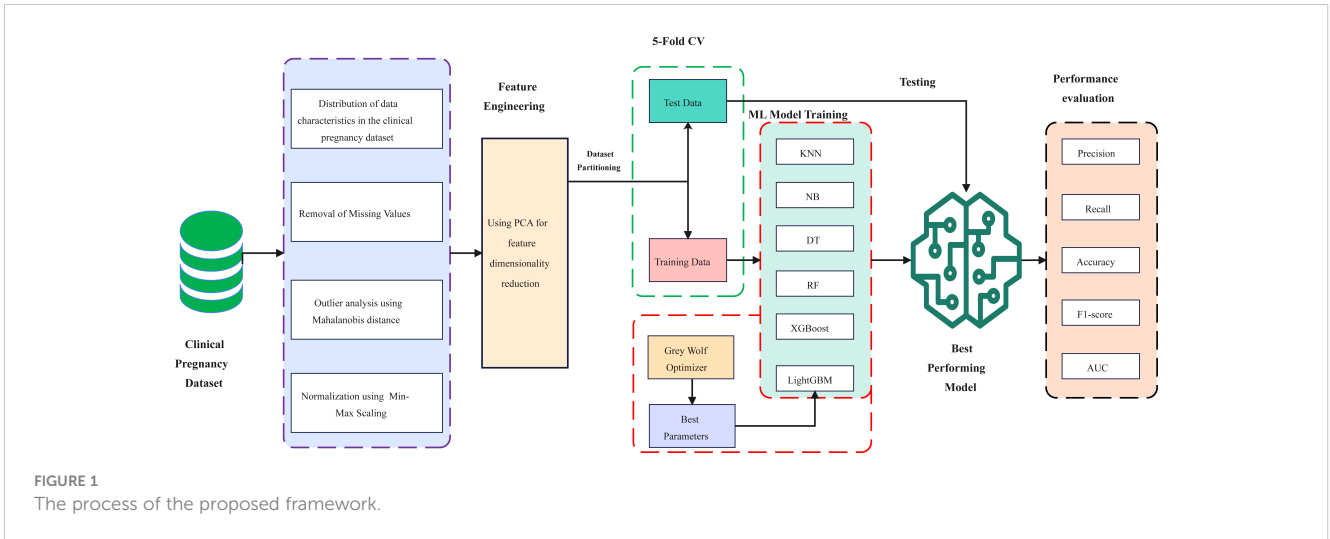 5-Fold CV
Distribution of data
characteristics in the clinical
pregnancy dataset
Removal of Missing Values
Outlier analysis using
Mahalanobis distance
Normalization using Min-
Max Scaling
Clinical
Pregnancy
Dataset
Feature
Engineering
Using PCA for
feature
dimensionality
reduction
Dataset
Partitioning
Test Data
Training Data
Grey Wolf
Optimizer
Best
Parameters
ML Model Training
KNN
NB
DT
RF
XGBoost
LightGBM
Testing
Best
Performing
Model
Performance
evaluation
Precision
Recall
Accuracy
F1-score
AUC
FIGURE 1
The process of the proposed framework.